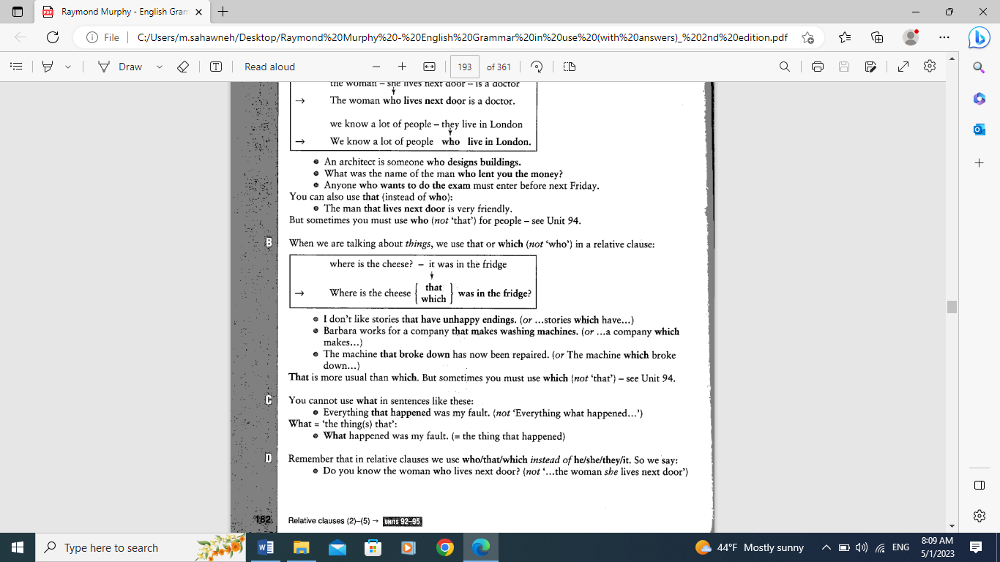 Raymond Murphy - English Gram
File
C:/Users/m.sahawneh/Desktop/Raymond%20Murphy%20-%20English%20Grammar%20in%20use%20(with%20answers)_%202nd%20edition.pdf
Draw
Read aloud
193 of 361
the woman – she lives next door – is a doctor
→ The woman who lives next door is a doctor.
we know a lot of people – they live in London
→ We know a lot of people who live in London.
● An architect is someone who designs buildings.
● What was the name of the man who lent you the money?
● Anyone who wants to do the exam must enter before next Friday.
You can also use that (instead of who):
● The man that lives next door is very friendly.
But sometimes you must use who (not ‘that’) for people – see Unit 94.
B When we are talking about things, we use that or which (not ‘who’) in a relative clause:
where is the cheese? – it was in the fridge
→ Where is the cheese { that which } was in the fridge?
● I don’t like stories that have unhappy endings. (or …stories which have…)
● Barbara works for a company that makes washing machines. (or …a company which
makes…)
● The machine that broke down has now been repaired. (or The machine which broke
down…)
That is more usual than which. But sometimes you must use which (not ‘that’) – see Unit 94.
C You cannot use what in sentences like these:
● Everything that happened was my fault. (not ‘Everything what happened…’)
What = ‘the thing(s) that’:
● What happened was my fault. (= the thing that happened)
D Remember that in relative clauses we use who/that/which instead of he/she/they/it. So we say:
● Do you know the woman who lives next door? (not ‘…the woman she lives next door’)
182 Relative clauses (2)–(5) → UNITS 92–95
Type here to search
44°F Mostly sunny
ENG
8:09 AM
5/1/2023